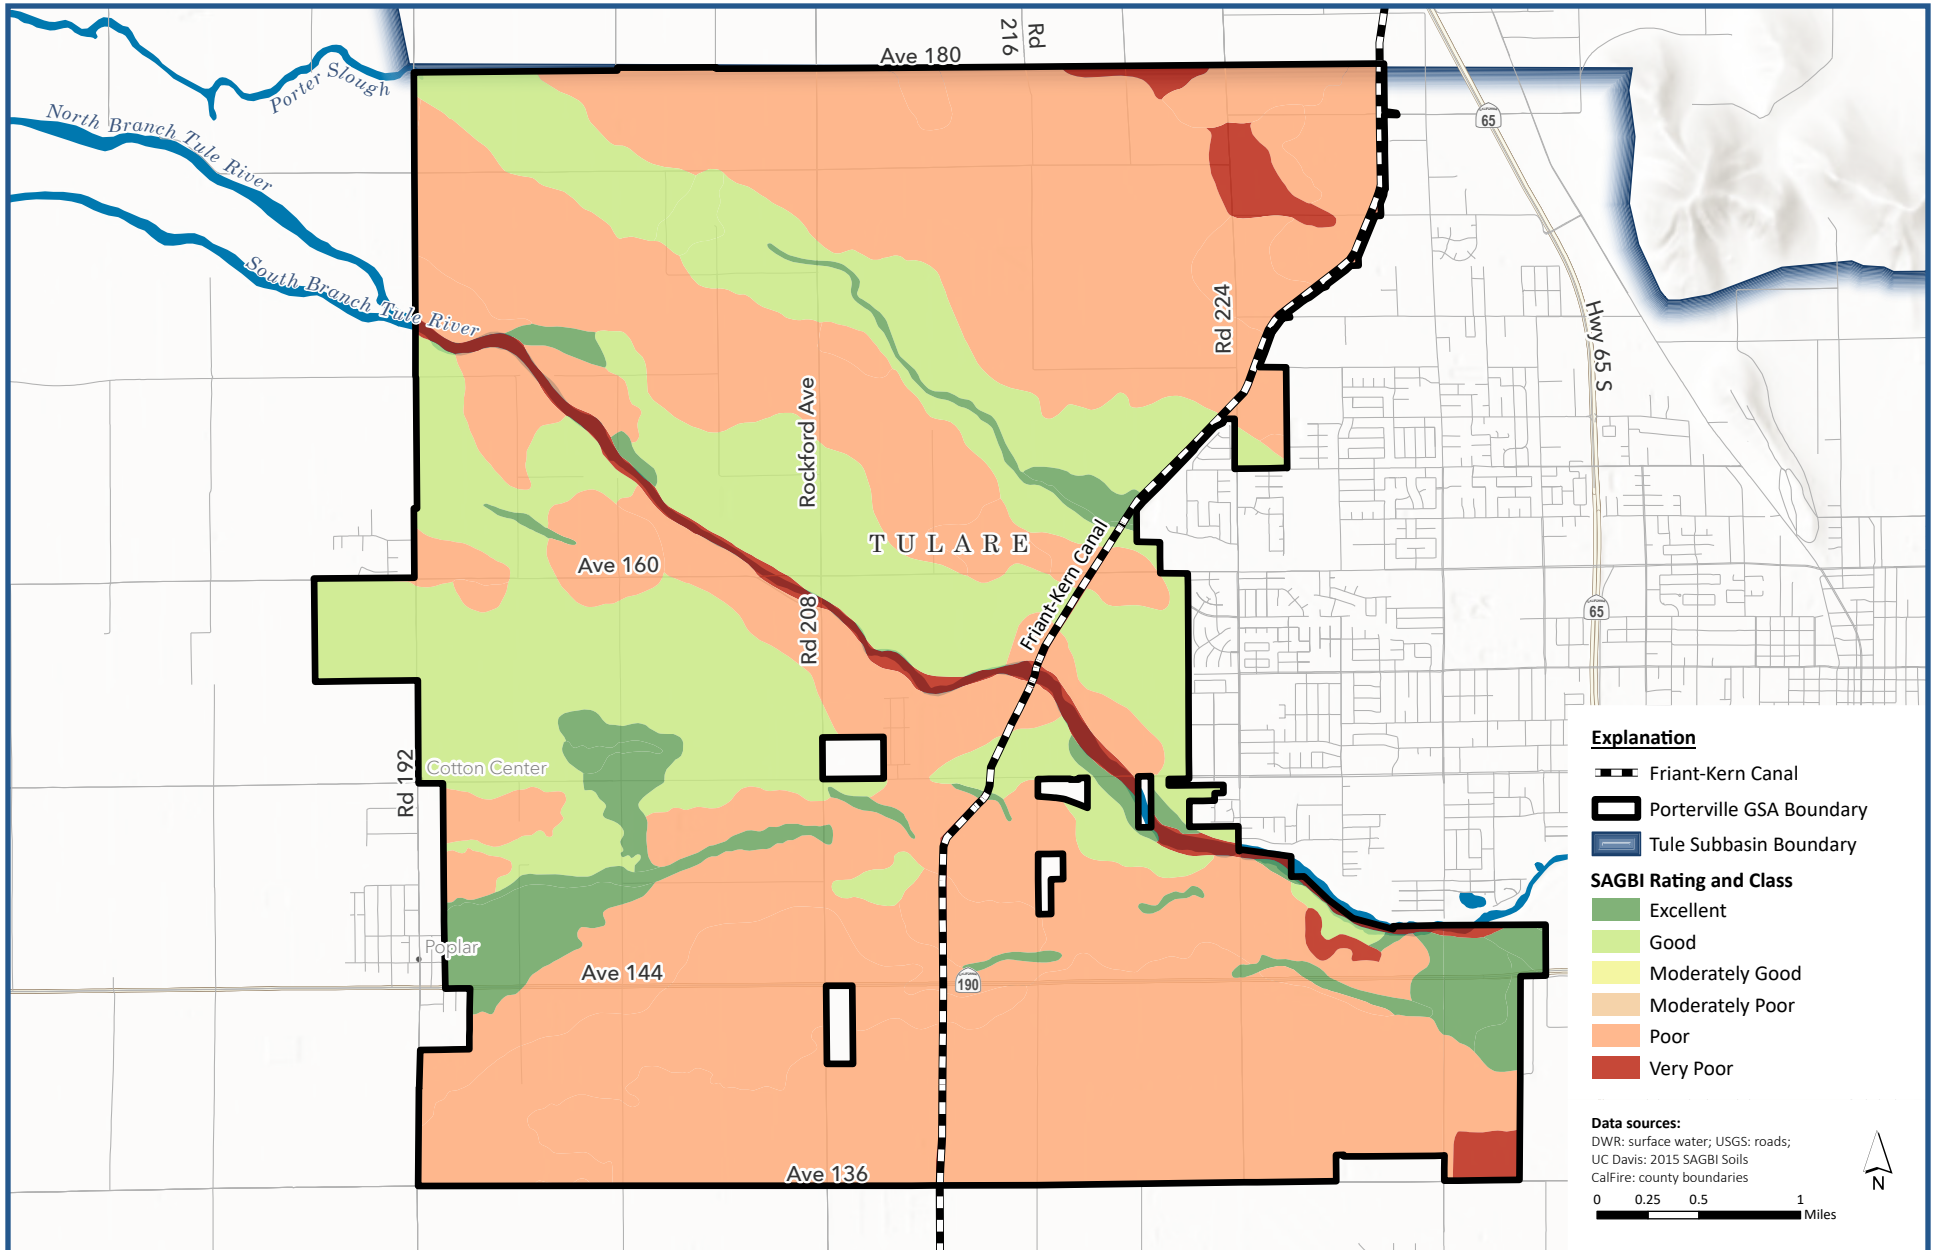 Ave 180
Rd
216
Porter Slough
North Branch Tule River
South Branch Tule River
CALIFORNIA
65
Hwy 65 S
Rd 224
Rockford Ave
TULARE
Friant-Kern Canal
Ave 160
Rd 208
CALIFORNIA
65
Rd 192
Cotton Center
Poplar
Ave 144
CALIFORNIA
190
Ave 136
Explanation
Friant-Kern Canal
Porterville GSA Boundary
Tule Subbasin Boundary
SAGBI Rating and Class
Excellent
Good
Moderately Good
Moderately Poor
Poor
Very Poor
Data sources:
DWR: surface water; USGS: roads;
UC Davis: 2015 SAGBI Soils
CalFire: county boundaries
N
0 0.25 0.5 1
Miles